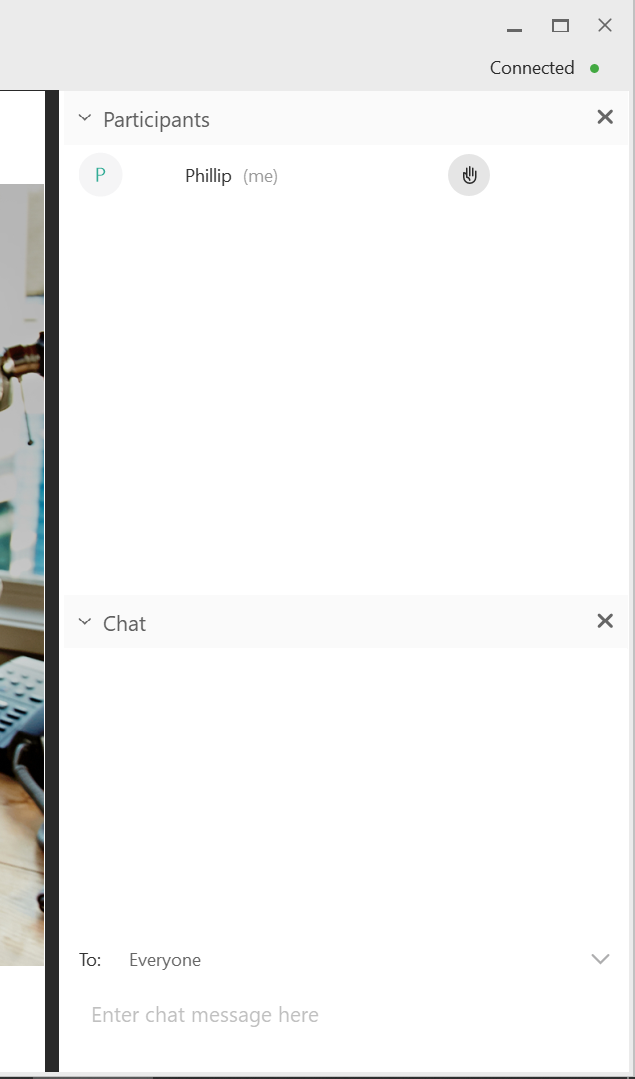 Connected
Participants
P
Phillip (me)
Chat
To: Everyone
Enter chat message here